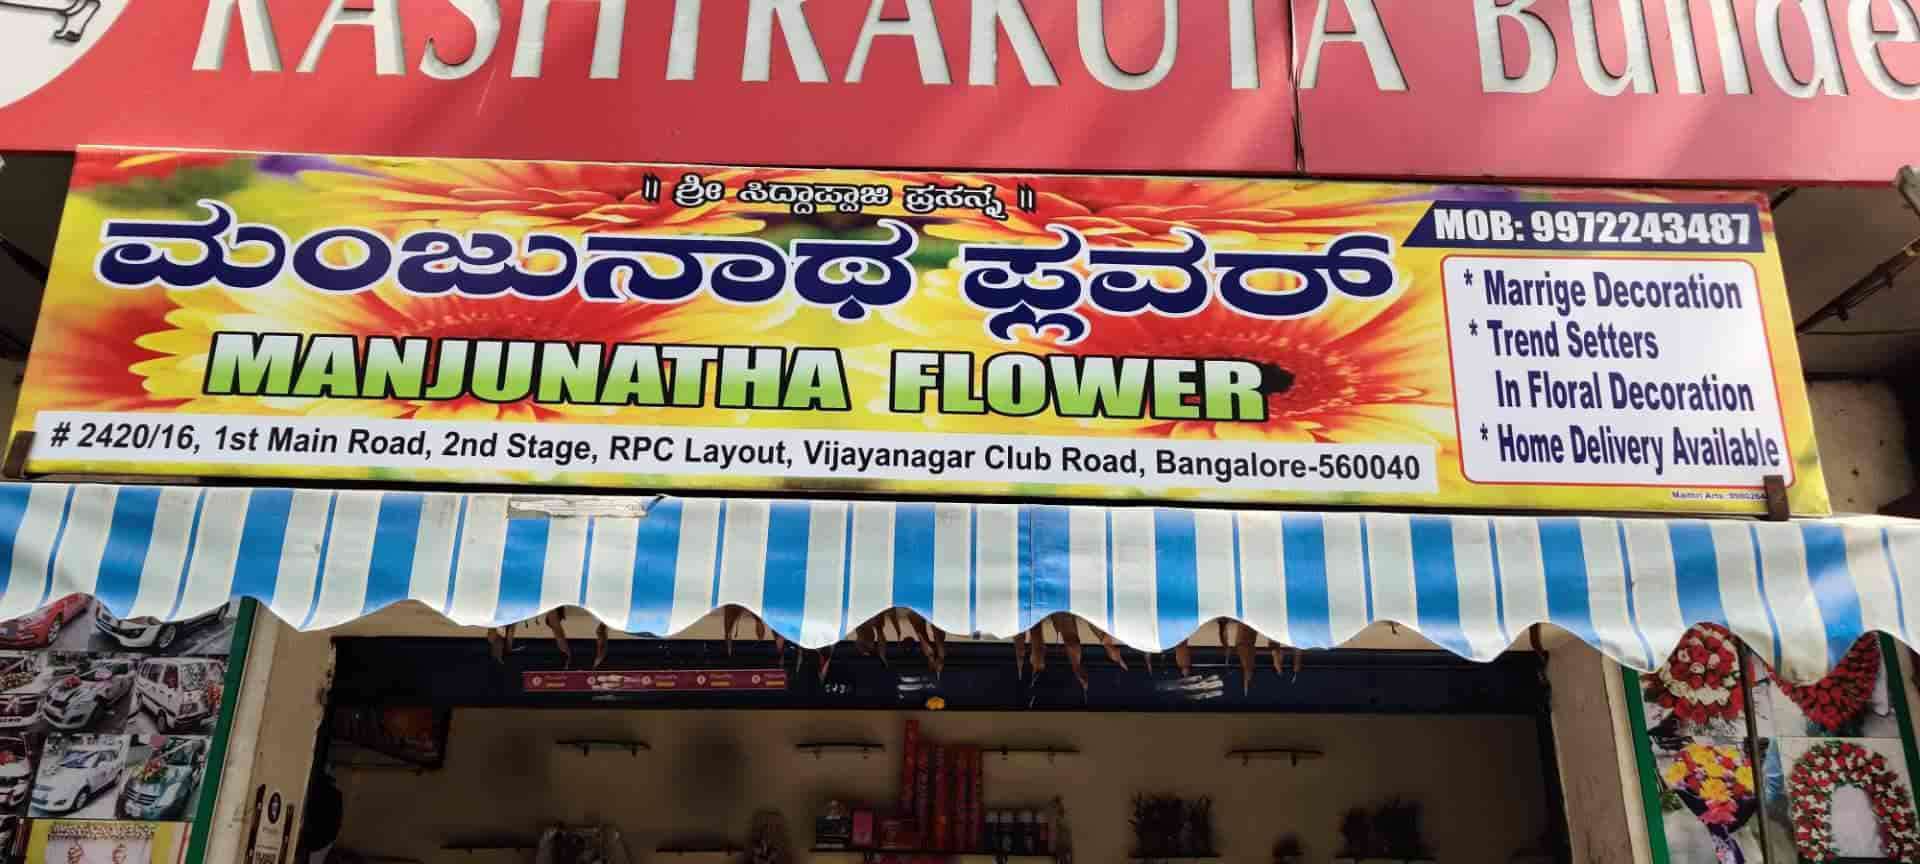 RASHTRAKUTA Builde
॥ ಶ್ರೀ ಸಿದ್ದಾಪ್ಪಾಜಿ ಪ್ರಸನ್ನ ॥
ಮಂಜುನಾಥ ಫ್ಲವರ್
MANJUNATHA FLOWER
# 2420/16, 1st Main Road, 2nd Stage, RPC Layout, Vijayanagar Club Road, Bangalore-560040
MOB: 9972243487
* Marrige Decoration
* Trend Setters
In Floral Decoration
* Home Delivery Available